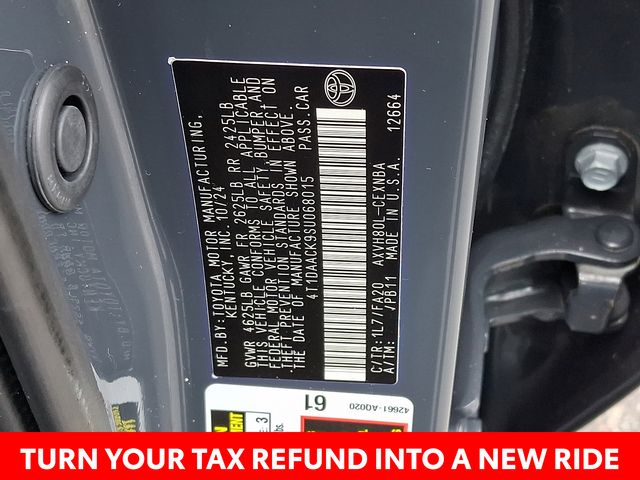 MFD.BY:TOYOTA MOTOR MANUFACTURING,
KENTUCKY, INC. 10/24
GVWR 4625LB GAWR FR 2625LB RR 2425LB
THIS VEHICLE CONFORMS TO ALL APPLICABLE
FEDERAL MOTOR VEHICLE SAFETY,BUMPER AND
THEFT PREVENTION STANDARDS IN EFFECT ON
THE DATE OF MANUFACTURE SHOWN ABOVE.
4T1DAACK9SU068015 PASS.CAR
C/TR:1L7/FA20 AXVH80L-CEXNBA
A/TM: /PB11 MADE IN U.S.A. 12664
61
42661-AQ020
TURN YOUR TAX REFUND INTO A NEW RIDE